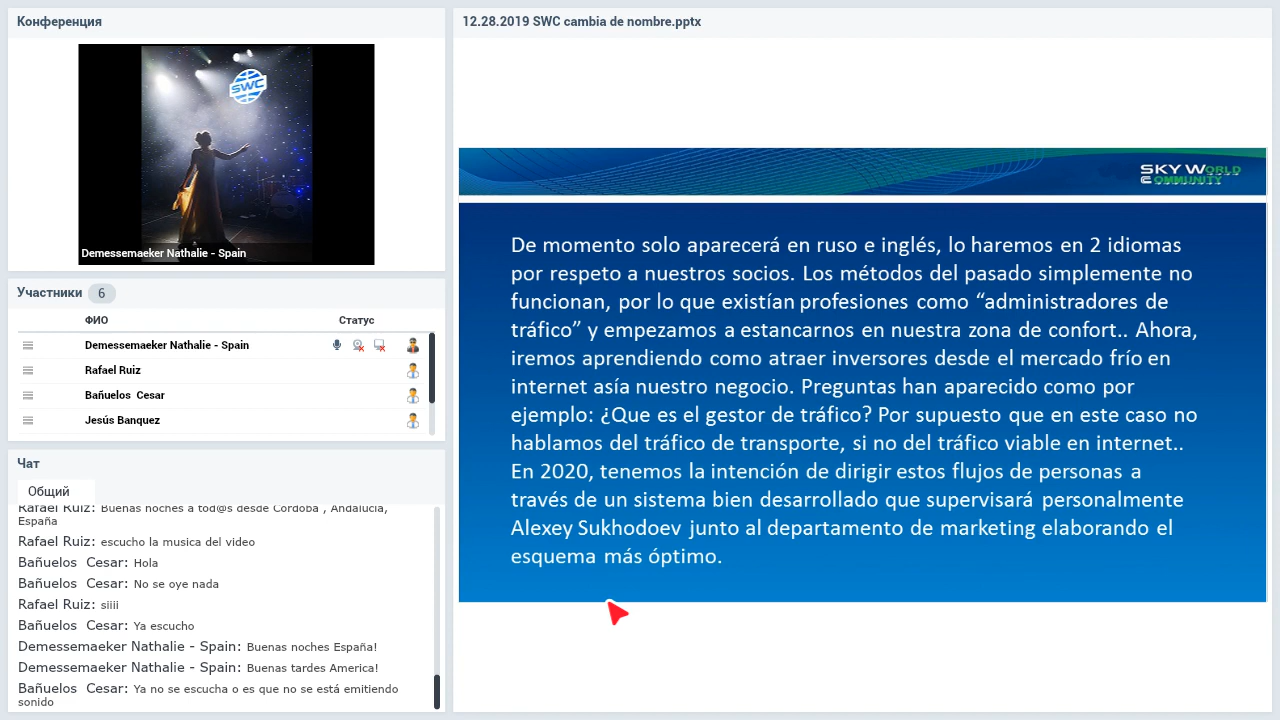 Конференция
SWC
Demessemaeker Nathalie - Spain
Участники 6
ФИО Статус
Demessemaeker Nathalie - Spain
Rafael Ruiz
Bañuelos Cesar
Jesús Banquez
Чат
Общий
Rafael Ruiz: Buenas noches a tod@s desde Córdoba , Andalucía,
España
Rafael Ruiz: escucho la musica del video
Bañuelos Cesar: Hola
Bañuelos Cesar: No se oye nada
Rafael Ruiz: siiii
Bañuelos Cesar: Ya escucho
Demessemaeker Nathalie - Spain: Buenas noches España!
Demessemaeker Nathalie - Spain: Buenas tardes America!
Bañuelos Cesar: Ya no se escucha o es que no se está emitiendo
sonido
12.28.2019 SWC cambia de nombre.pptx
SKY WORLD
COMMUNITY
De momento solo aparecerá en ruso e inglés, lo haremos en 2 idiomas
por respeto a nuestros socios. Los métodos del pasado simplemente no
funcionan, por lo que existían profesiones como “administradores de
tráfico” y empezamos a estancarnos en nuestra zona de confort.. Ahora,
iremos aprendiendo como atraer inversores desde el mercado frío en
internet asía nuestro negocio. Preguntas han aparecido como por
ejemplo: ¿Que es el gestor de tráfico? Por supuesto que en este caso no
hablamos del tráfico de transporte, si no del tráfico viable en internet..
En 2020, tenemos la intención de dirigir estos flujos de personas a
través de un sistema bien desarrollado que supervisará personalmente
Alexey Sukhodoev junto al departamento de marketing elaborando el
esquema más óptimo.